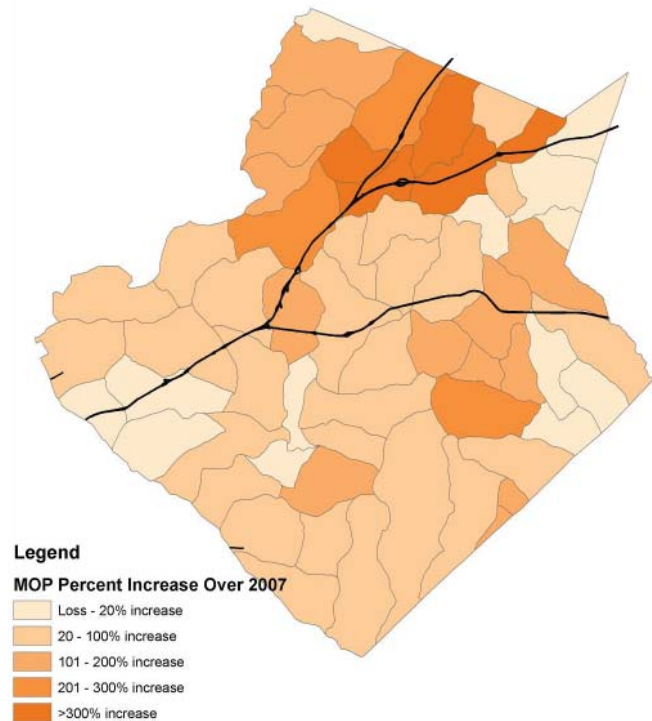 Legend
MOP Percent Increase Over 2007
Loss - 20% increase
20 - 100% increase
101 - 200% increase
201 - 300% increase
>300% increase